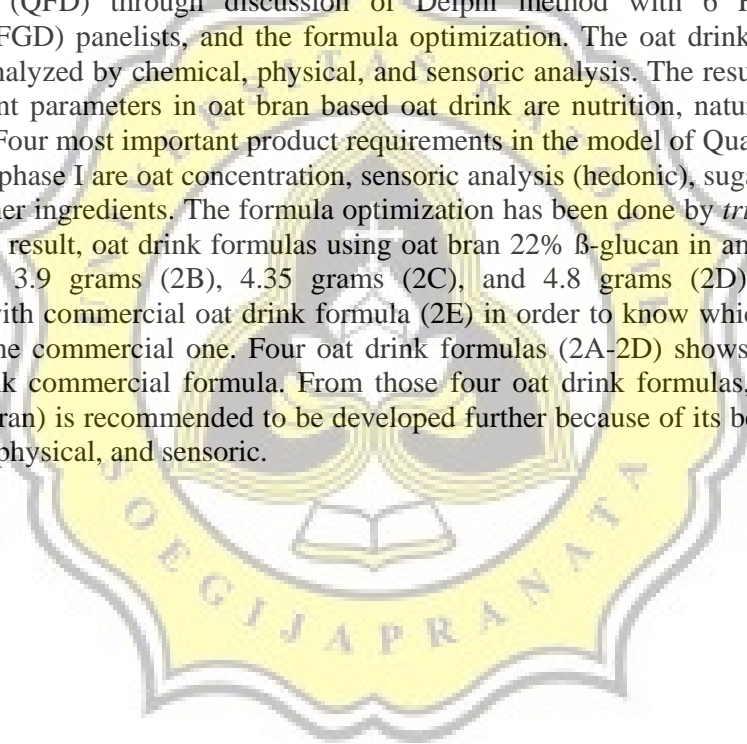 (QFD) through discussion of Delphi method with 6 F
FGD) panelists, and the formula optimization. The oat drink
nalyzed by chemical, physical, and sensoric analysis. The resu
nt parameters in oat bran based oat drink are nutrition, natu
Four most important product requirements in the model of Qua
phase I are oat concentration, sensoric analysis (hedonic), suga
her ingredients. The formula optimization has been done by tri
result, oat drink formulas using oat bran 22% ß-glucan in an
3.9 grams (2B), 4.35 grams (2C), and 4.8 grams (2D)
with commercial oat drink formula (2E) in order to know whic
ne commercial one. Four oat drink formulas (2A-2D) shows
nk commercial formula. From those four oat drink formulas,
ran) is recommended to be developed further because of its be
physical, and sensoric.
UNIVERSITAS KATOLIK
SOEGIJAPRANATA